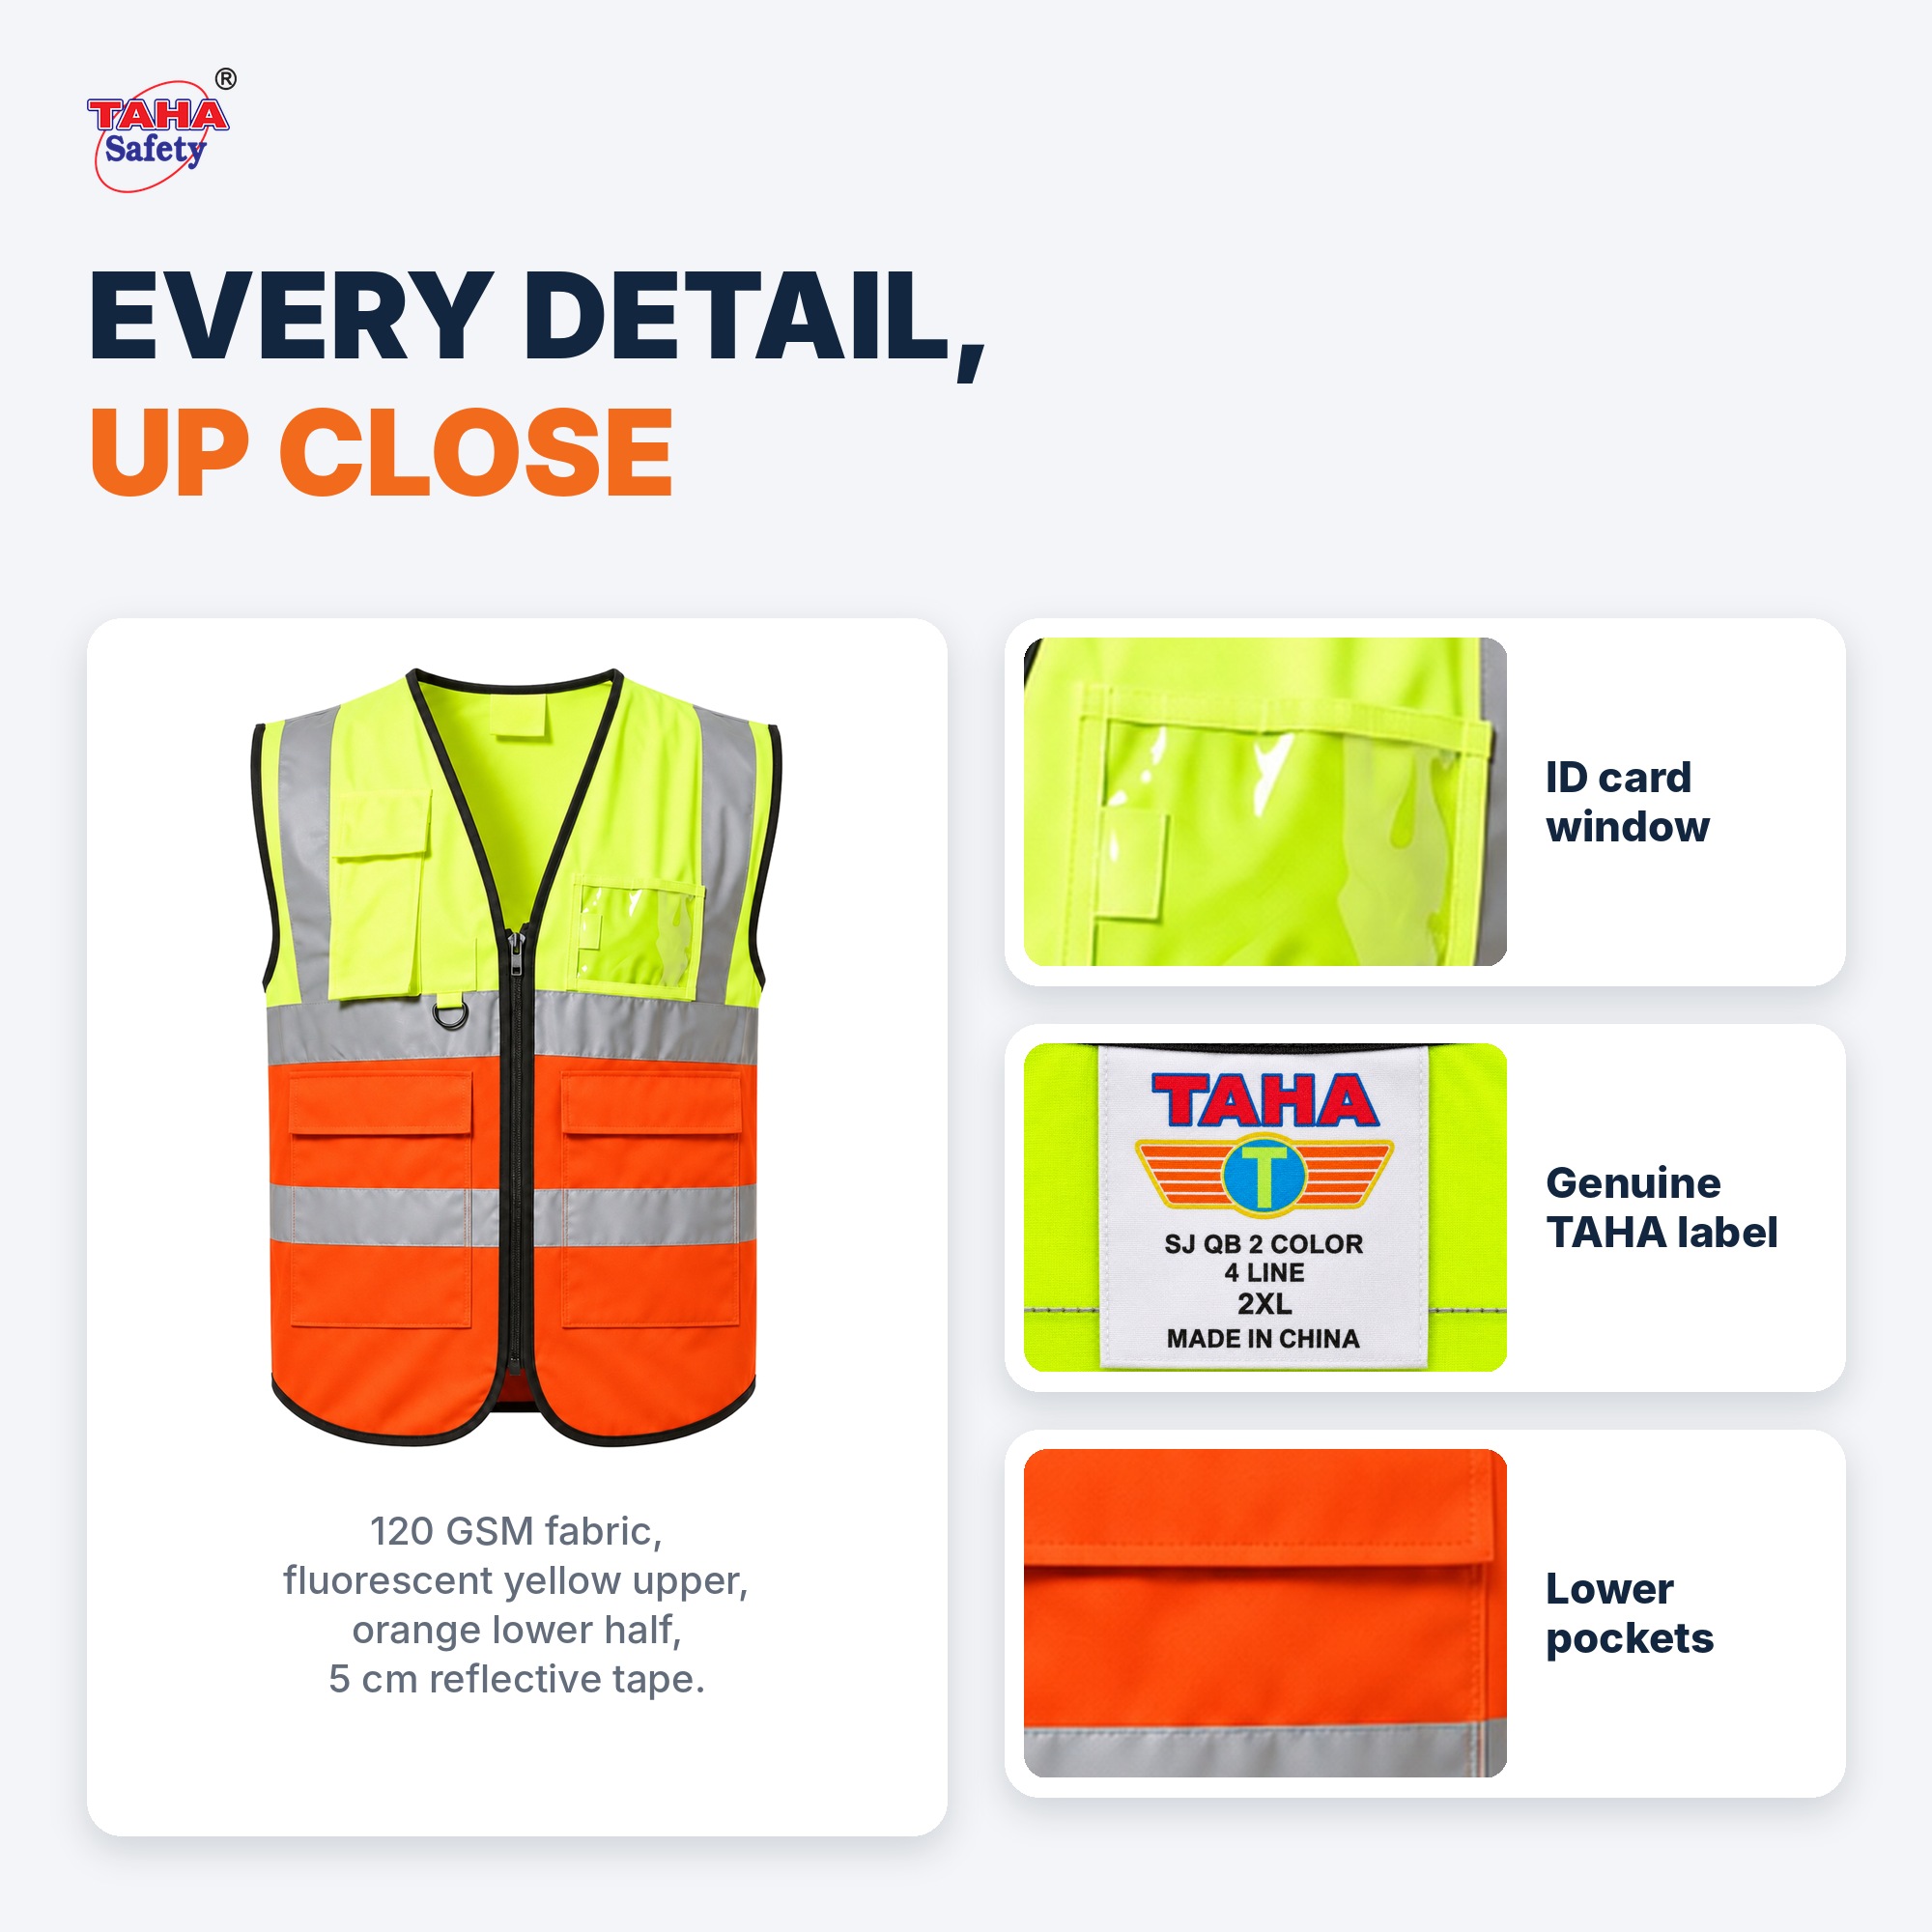 TAHA ®
Safety
EVERY DETAIL,
UP CLOSE
120 GSM fabric,
fluorescent yellow upper,
orange lower half,
5 cm reflective tape.
ID card
window
TAHA
T
SJ QB 2 COLOR
4 LINE
2XL
MADE IN CHINA
Genuine
TAHA label
Lower
pockets